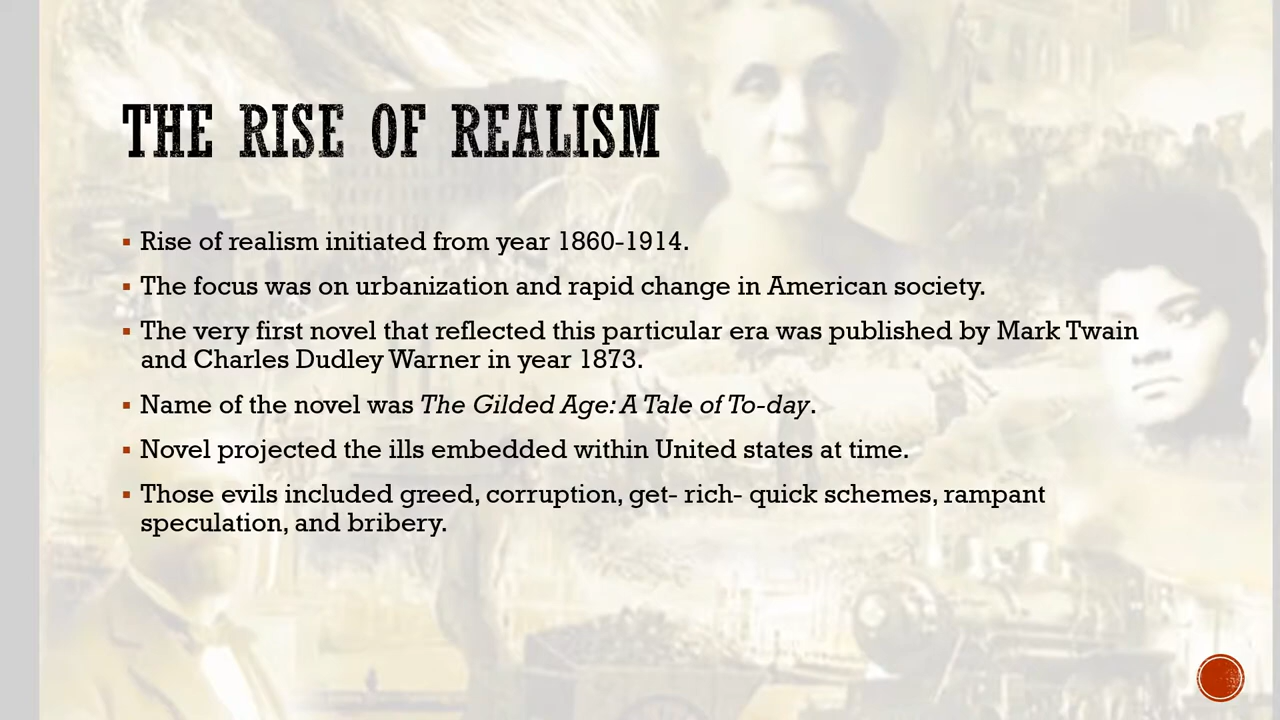 THE RISE OF REALISM
▪ Rise of realism initiated from year 1860-1914.
▪ The focus was on urbanization and rapid change in American society.
▪ The very first novel that reflected this particular era was published by Mark Twain
and Charles Dudley Warner in year 1873.
▪ Name of the novel was The Gilded Age: A Tale of To-day.
▪ Novel projected the ills embedded within United states at time.
▪ Those evils included greed, corruption, get- rich- quick schemes, rampant
speculation, and bribery.